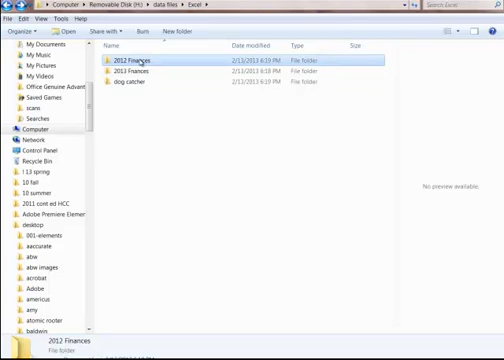 Computer ▸ Removable Disk (H:) ▸ data files ▸ Excel ▸
Search Excel
File Edit View Tools Help
Organize Open Share with Burn New folder
Name Date modified Type Size
2012 Finances 2/13/2013 6:19 PM File folder
2013 Finances 2/13/2013 6:18 PM File folder
dog catcher 2/13/2013 6:19 PM File folder
My Documents
My Music
My Pictures
My Videos
Office Genuine Advant
Saved Games
scans
Searches
Computer
Network
Control Panel
Recycle Bin
! 13 spring
10 fall
10 summer
2011 cont ed HCC
Adobe Premiere Elemen
desktop
001-elements
aaccurate
abw
abw images
acrobat
Adobe
americus
amy
atomic rooter
baldwin
No preview available.
2012 Finances
File folder